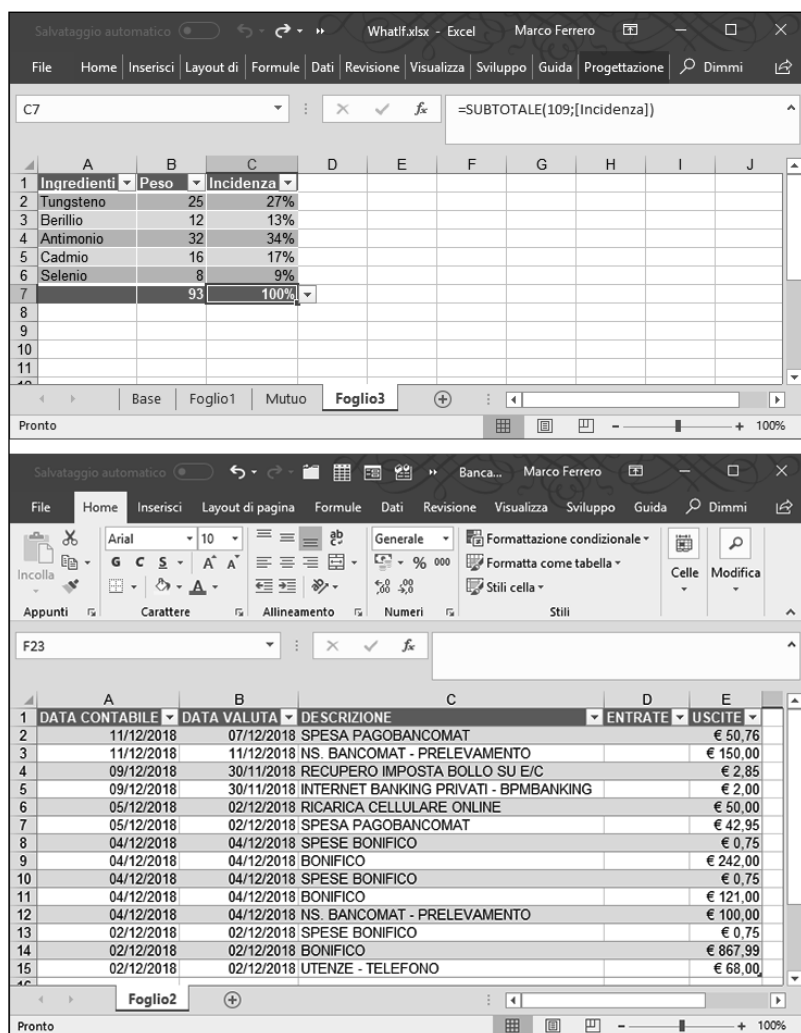 Salvataggio automatico WhatIf.xlsx - Excel Marco Ferrero
File Home Inserisci Layout di Formule Dati Revisione Visualizza Sviluppo Guida Progettazione Dimmi
C7 fx =SUBTOTALE(109;[Incidenza])
A B C D E F G H I J
1 Ingredienti Peso Incidenza
2 Tungsteno 25 27%
3 Berillio 12 13%
4 Antimonio 32 34%
5 Cadmio 16 17%
6 Selenio 8 9%
7 93 100%
8
9
10
11
Base Foglio1 Mutuo Foglio3
Pronto 100%
Salvataggio automatico Banca... Marco Ferrero
File Home Inserisci Layout di pagina Formule Dati Revisione Visualizza Sviluppo Guida Dimmi
Arial 10 ab Generale Formattazione condizionale
Incolla G C S A A % 000 Formatta come tabella Celle Modifica
A ,00 Stili cella
Appunti Carattere Allineamento Numeri Stili
F23 fx
A B C D E
1 DATA CONTABILE DATA VALUTA DESCRIZIONE ENTRATE USCITE
2 11/12/2018 07/12/2018 SPESA PAGOBANCOMAT € 50,76
3 11/12/2018 11/12/2018 NS. BANCOMAT - PRELEVAMENTO € 150,00
4 09/12/2018 30/11/2018 RECUPERO IMPOSTA BOLLO SU E/C € 2,85
5 09/12/2018 30/11/2018 INTERNET BANKING PRIVATI - BPMBANKING € 2,00
6 05/12/2018 02/12/2018 RICARICA CELLULARE ONLINE € 50,00
7 05/12/2018 02/12/2018 SPESA PAGOBANCOMAT € 42,95
8 04/12/2018 04/12/2018 SPESE BONIFICO € 0,75
9 04/12/2018 04/12/2018 BONIFICO € 242,00
10 04/12/2018 04/12/2018 SPESE BONIFICO € 0,75
11 04/12/2018 04/12/2018 BONIFICO € 121,00
12 04/12/2018 04/12/2018 NS. BANCOMAT - PRELEVAMENTO € 100,00
13 02/12/2018 02/12/2018 SPESE BONIFICO € 0,75
14 02/12/2018 02/12/2018 BONIFICO € 867,99
15 02/12/2018 02/12/2018 UTENZE - TELEFONO € 68,00
Foglio2
Pronto 100%